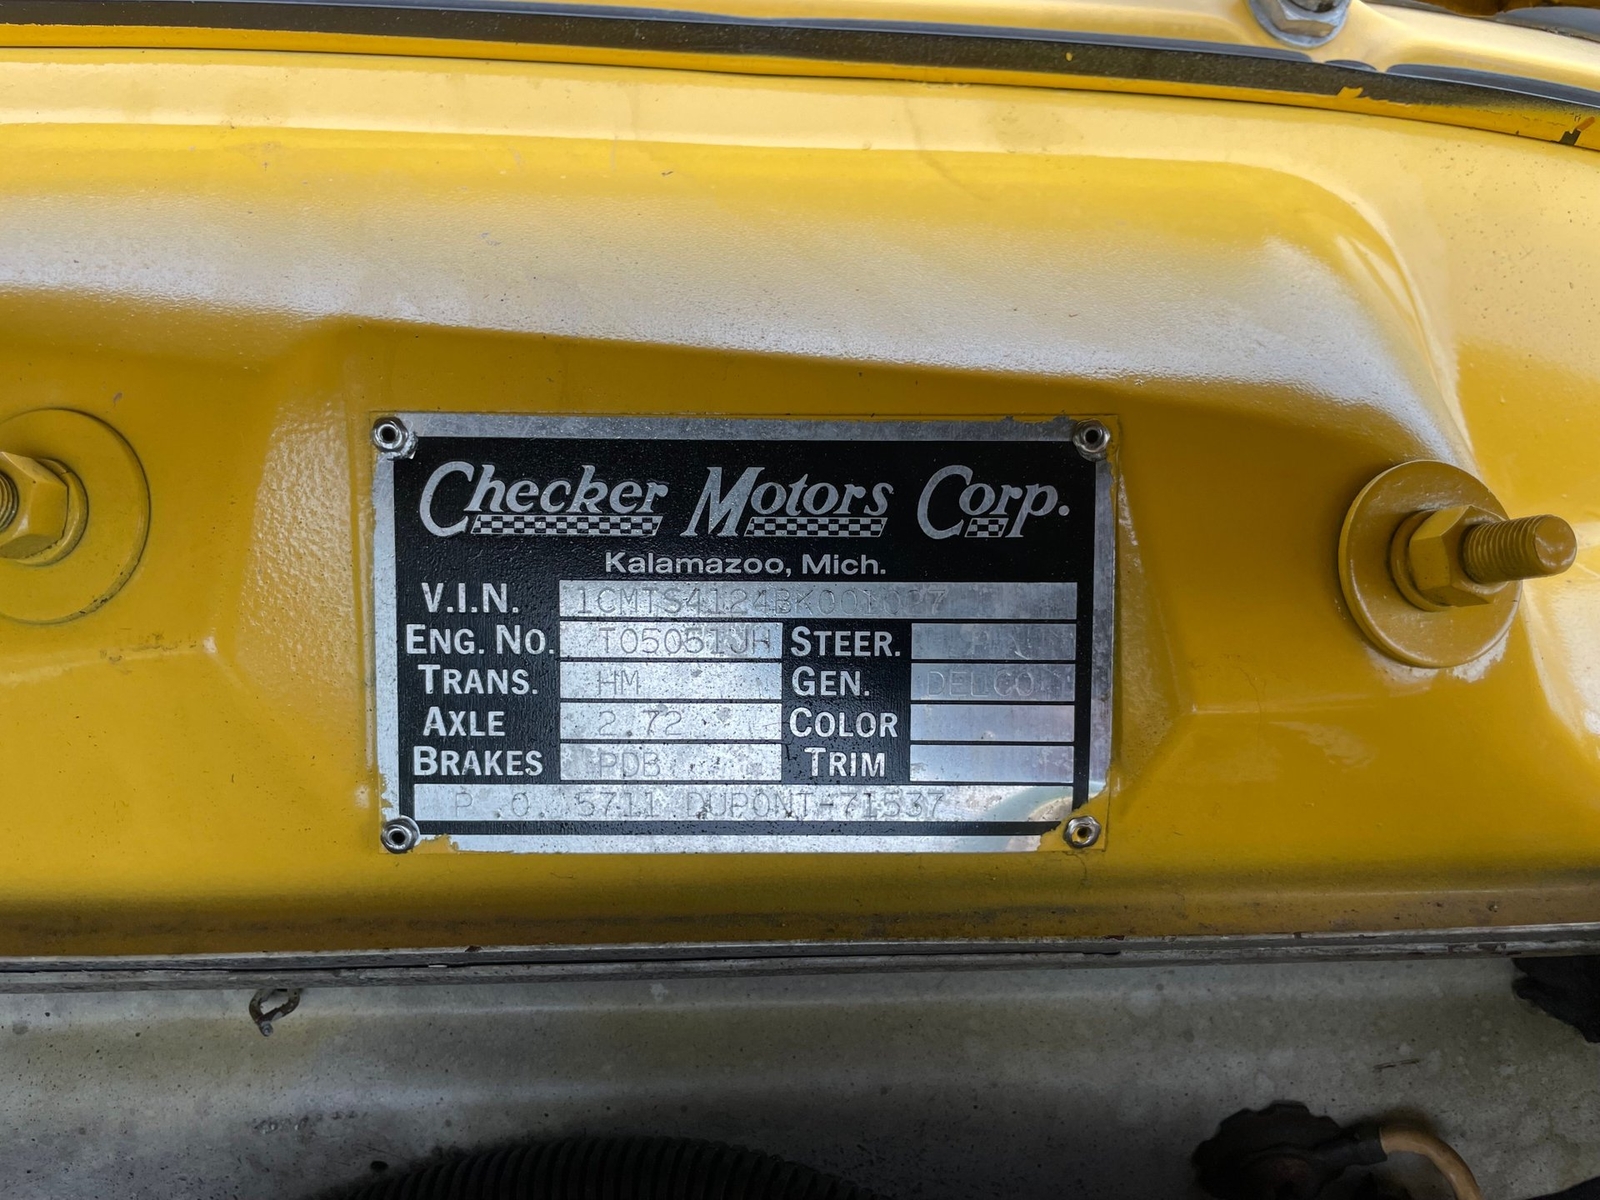 Checker Motors Corp.
Kalamazoo, Mich.
V.I.N. 1CMTS4124BK001027
ENG. NO. T05051JH STEER.
TRANS. HM GEN. DELCO
AXLE 2.72 COLOR
BRAKES PDB TRIM
P. O. 5711 DUPONT-71537